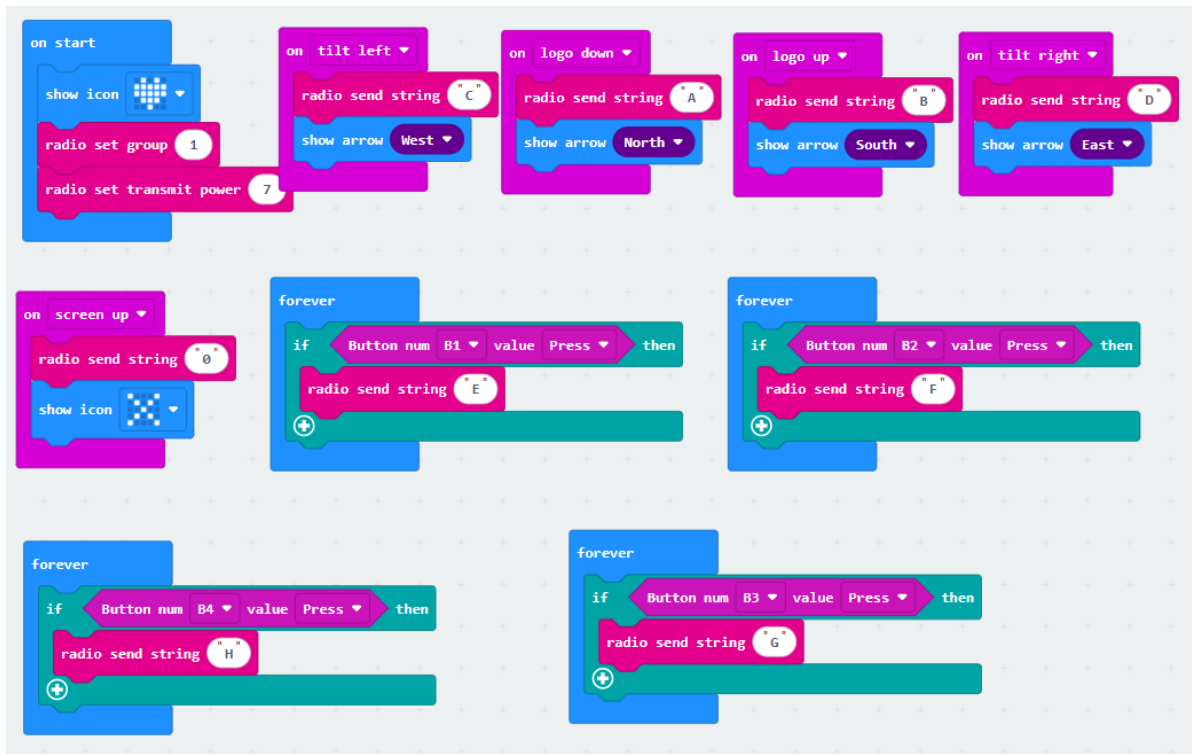 on start
show icon
radio set group 1
radio set transmit power 7
on tilt left
radio send string "C"
show arrow West
on logo down
radio send string "A"
show arrow North
on logo up
radio send string "B"
show arrow South
on tilt right
radio send string "D"
show arrow East
on screen up
radio send string "0"
show icon
forever
if Button num B1 value Press then
radio send string "E"
forever
if Button num B2 value Press then
radio send string "F"
forever
if Button num B4 value Press then
radio send string "H"
forever
if Button num B3 value Press then
radio send string "G"